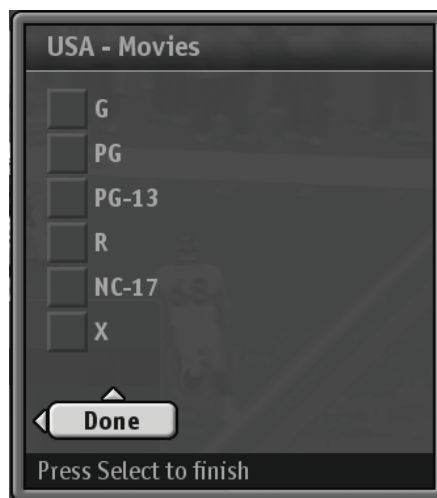 USA - Movies
G
PG
PG-13
R
NC-17
X
Done
Press Select to finish